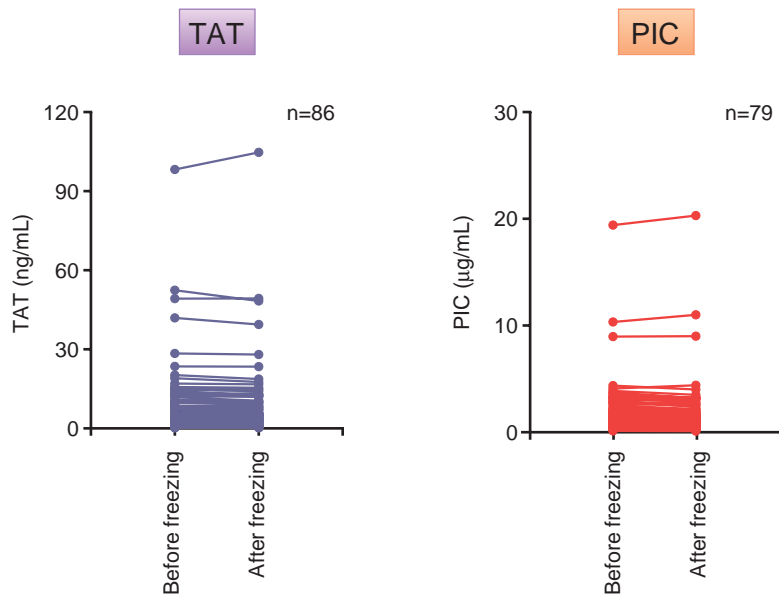 TAT
PIC
120
90
60
30
0
TAT (ng/mL)
n=86
Before freezing
After freezing
30
20
10
0
PIC (μg/mL)
n=79
Before freezing
After freezing